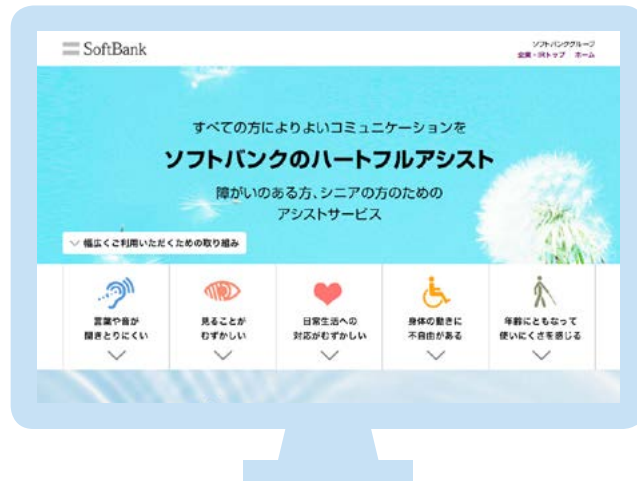 SoftBank
ソフトバンクグループ
企業・IRトップ ホーム
すべての方によりよいコミュニケーションを
ソフトバンクのハートフルアシスト
障がいのある方、シニアの方のための
アシストサービス
幅広くご利用いただくための取り組み
言葉や音が
聞きとりにくい
見ることが
むずかしい
日常生活への
対応がむずかしい
身体の動きに
不自由がある
年齢にともなって
使いにくさを感じる